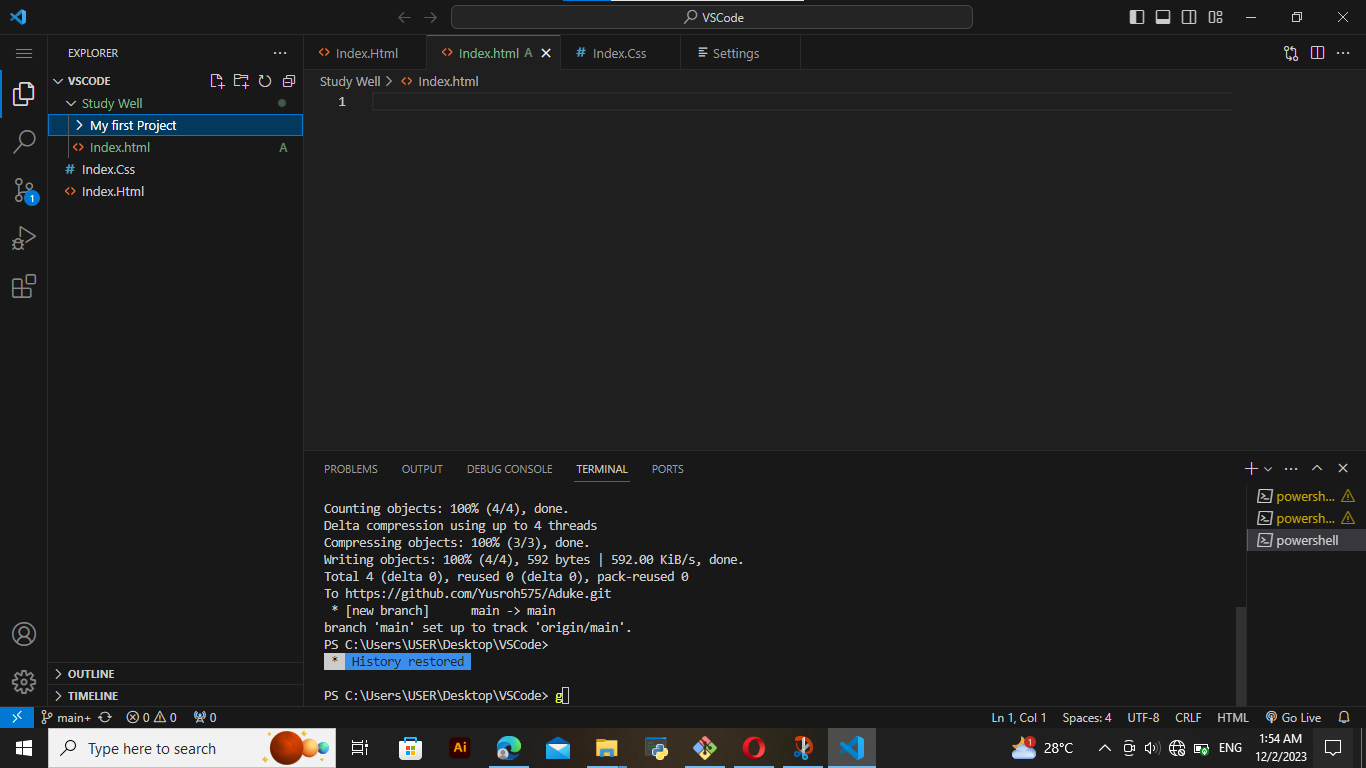 VSCode
EXPLORER
VSCODE
Study Well
My first Project
Index.html A
Index.Css
Index.Html
OUTLINE
TIMELINE
Index.Html Index.html A Index.Css Settings
Study Well > Index.html
1
PROBLEMS OUTPUT DEBUG CONSOLE TERMINAL PORTS
Counting objects: 100% (4/4), done.
Delta compression using up to 4 threads
Compressing objects: 100% (3/3), done.
Writing objects: 100% (4/4), 592 bytes | 592.00 KiB/s, done.
Total 4 (delta 0), reused 0 (delta 0), pack-reused 0
To https://github.com/Yusroh575/Aduke.git
* [new branch] main -> main
branch 'main' set up to track 'origin/main'.
PS C:\Users\USER\Desktop\VSCode>
* History restored
PS C:\Users\USER\Desktop\VSCode> g
powersh...
powersh...
powershell
1
main+ 0 0 0 Ln 1, Col 1 Spaces: 4 UTF-8 CRLF HTML Go Live
Type here to search Ai 1 28°C ENG 1:54 AM
12/2/2023